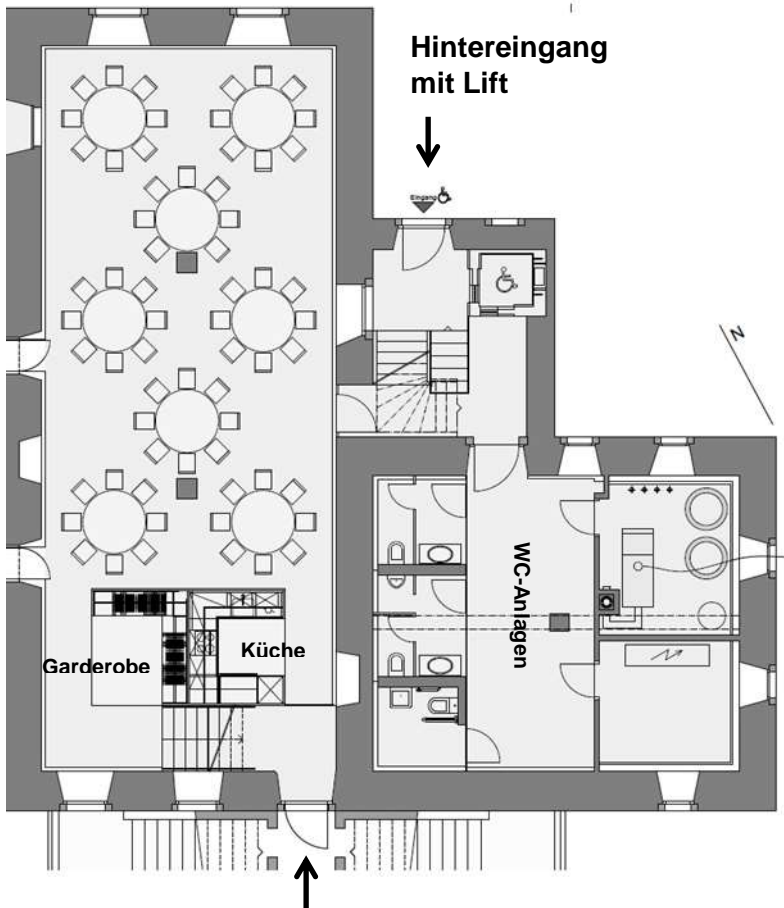 Hintereingang
mit Lift
Eingang
N
WC-Anlagen
Küche
Garderobe